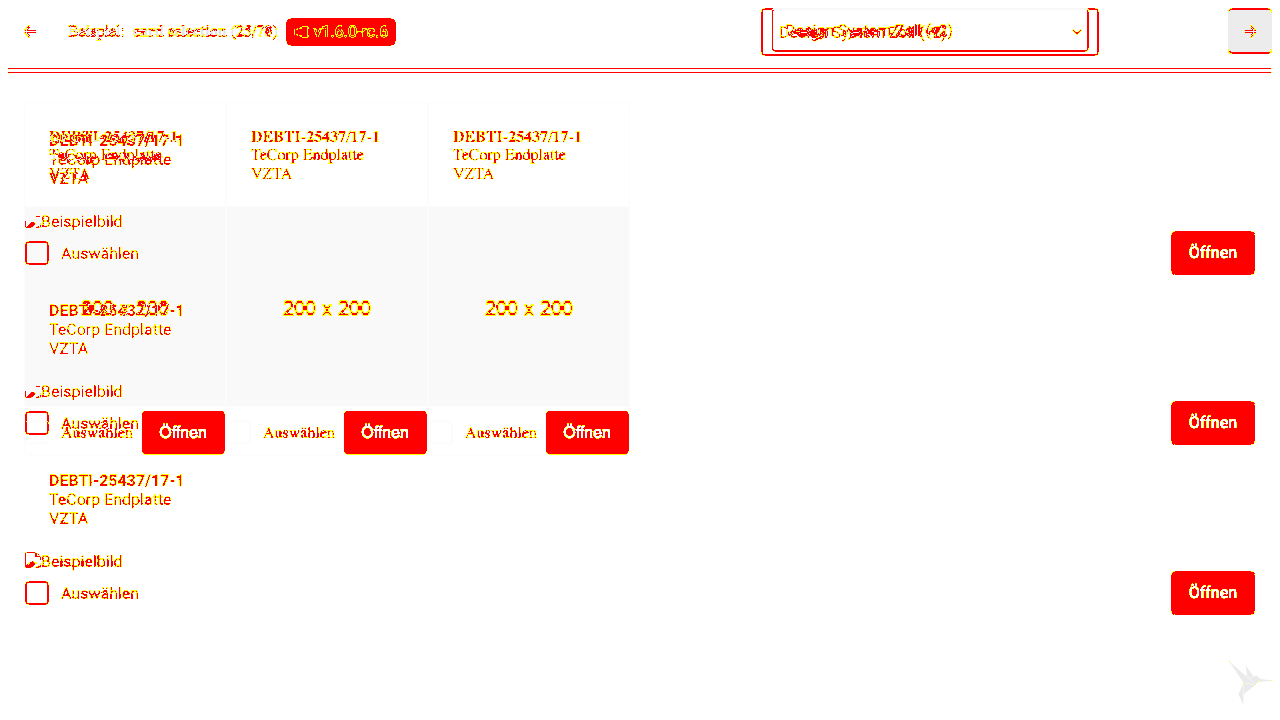 Beispiel: card selection (25/78) v1.6.0-rc.6
Design System Zoll (v2)
DEBTI-25437/17-1 DEBTI-25437/17-1 DEBTI-25437/17-1
TeCorp Endplatte TeCorp Endplatte TeCorp Endplatte
VZTA VZTA VZTA
Beispielbild
Auswählen Öffnen
200 x 200 200 x 200 200 x 200
DEBTI-25437/17-1
TeCorp Endplatte
VZTA
Beispielbild
Auswählen Öffnen
Auswählen Öffnen Auswählen Öffnen Auswählen Öffnen
DEBTI-25437/17-1
TeCorp Endplatte
VZTA
Beispielbild
Auswählen Öffnen